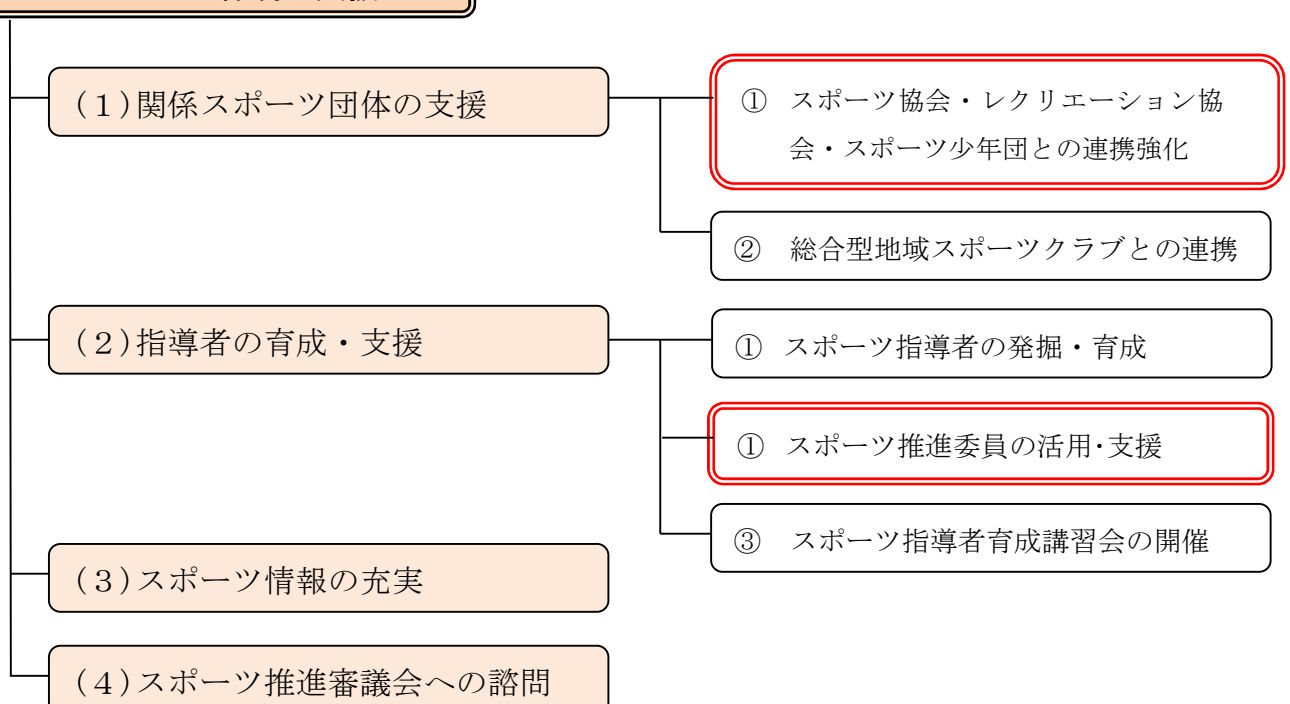 (１)関係スポーツ団体の支援
① スポーツ協会・レクリエーション協
会・スポーツ少年団との連携強化
② 総合型地域スポーツクラブとの連携
(２)指導者の育成・支援
① スポーツ指導者の発掘・育成
① スポーツ推進委員の活用･支援
③ スポーツ指導者育成講習会の開催
(３)スポーツ情報の充実
(４)スポーツ推進審議会への諮問